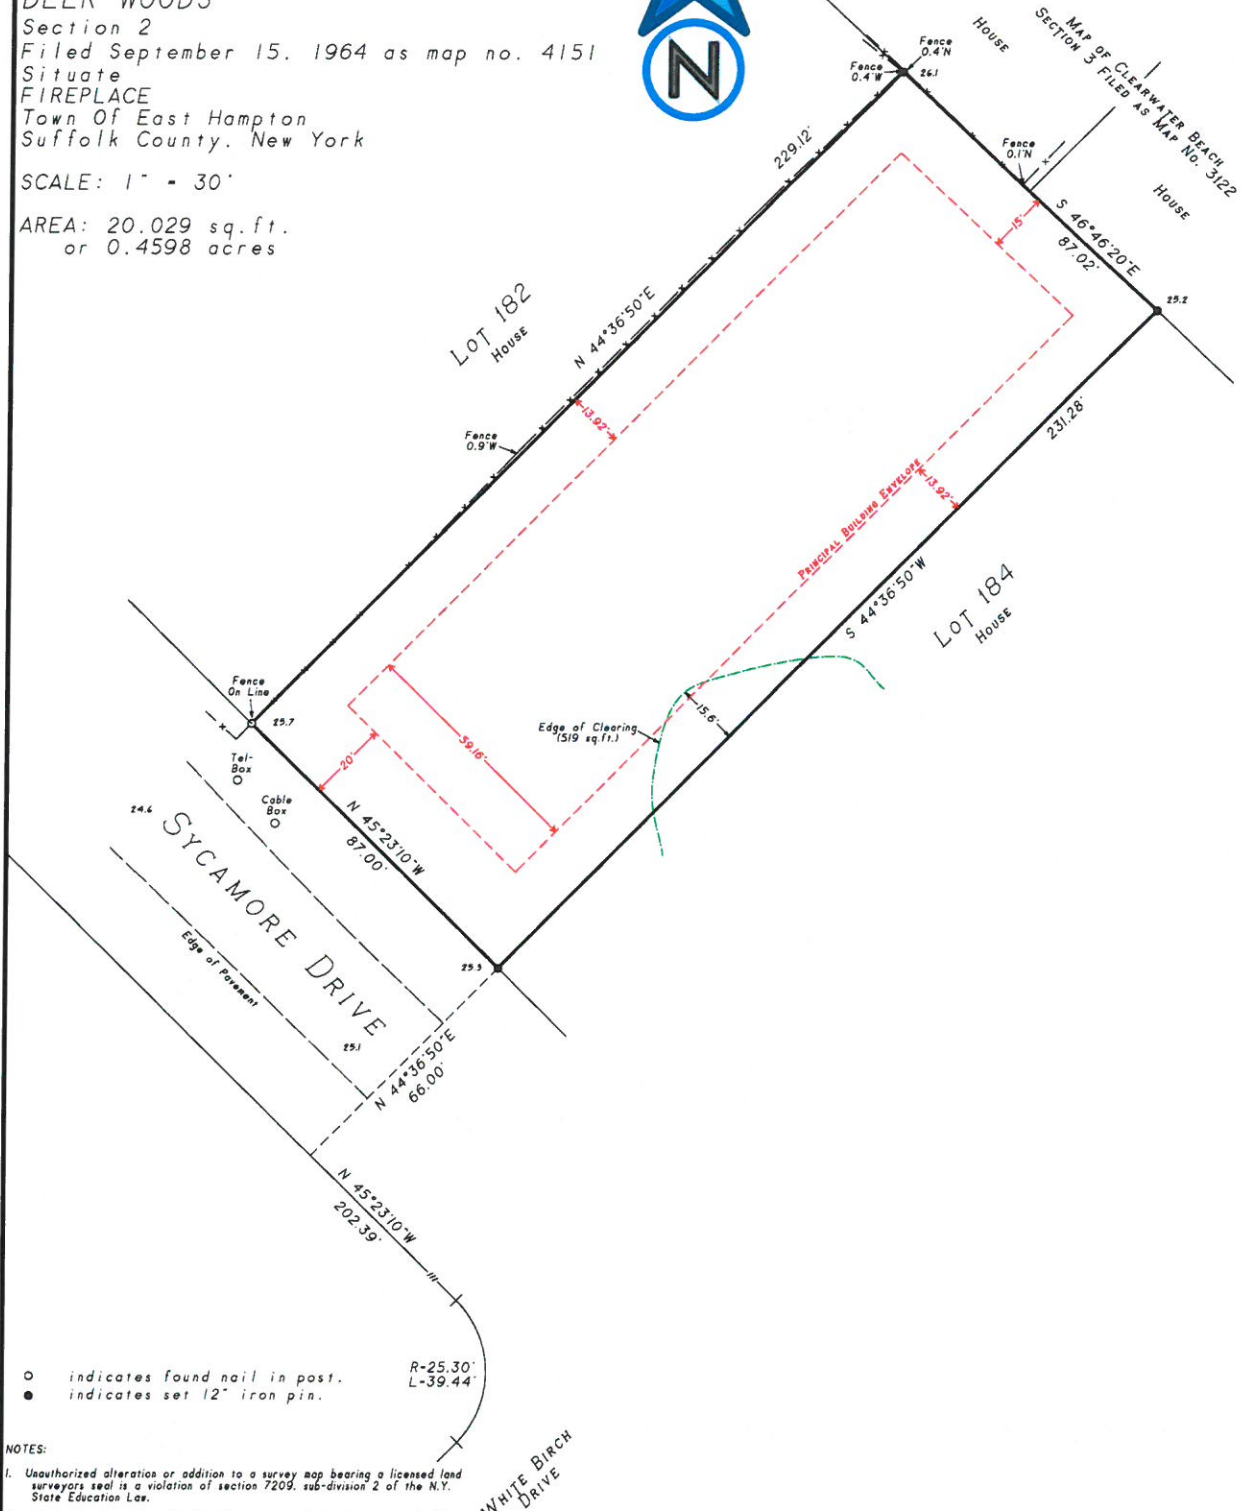 DEER WOODS
Section 2
Filed September 15. 1964 as map no. 4151
Situate
FIREPLACE
Town Of East Hampton
Suffolk County. New York
SCALE: 1" - 30'
AREA: 20.029 sq.ft.
or 0.4598 acres
N
HOUSE
MAP OF CLEARWATER BEACH
SECTION 3 FILED AS MAP NO. 3122
HOUSE
Fence
0.4'N
Fence
0.4'W
26.1
Fence
0.1'N
229.12'
15'
S 46°46'20"E
87.02'
25.2
LOT 182
HOUSE
N 44°36'50"E
13.92'
Fence
0.9'W
231.28'
PRINCIPAL BUILDING ENVELOPE
13.92'
S 44°36'50"W
LOT 184
HOUSE
Fence
On Line
25.7
Edge of Clearing
(519 sq.ft.)
15.6'
59.16'
20'
Tel-
Box
Cable
Box
24.6
N 45°23'10"W
87.00'
SYCAMORE DRIVE
Edge of Pavement
25.3
25.1
N 44°36'50"E
66.00'
N 45°23'10"W
202.39'
R-25.30'
L-39.44'
indicates found nail in post.
indicates set 12" iron pin.
WHITE BIRCH
DRIVE
NOTES:
1. Unauthorized alteration or addition to a survey map bearing a licensed land
surveyors seal is a violation of section 7209. sub-division 2 of the N.Y.
State Education Law.